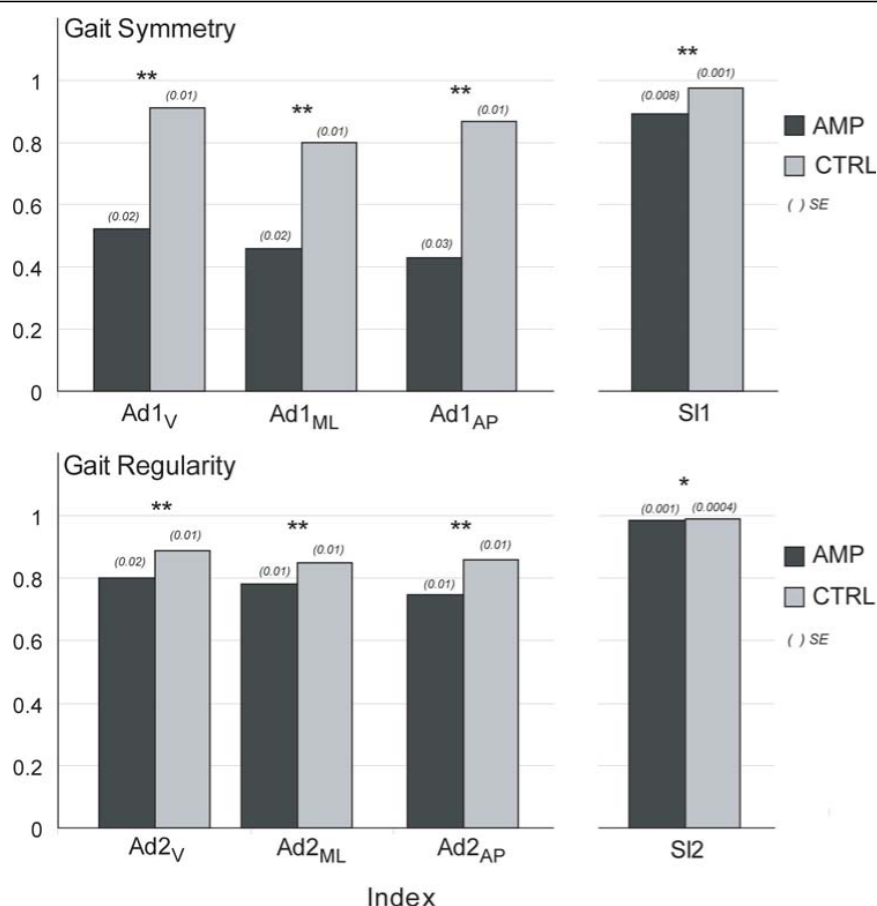 Gait Symmetry
1
0.8
0.6
0.4
0.2
0
**
(0.01)
(0.02)
**
(0.01)
(0.02)
**
(0.01)
(0.03)
**
(0.001)
(0.008)
AMP
CTRL
( ) SE
Ad1V
Ad1ML
Ad1AP
SI1
Gait Regularity
1
0.8
0.6
0.4
0.2
0
**
(0.01)
(0.02)
**
(0.01)
(0.01)
**
(0.01)
(0.01)
*
(0.001) (0.0004)
AMP
CTRL
( ) SE
Ad2V
Ad2ML
Ad2AP
SI2
Index